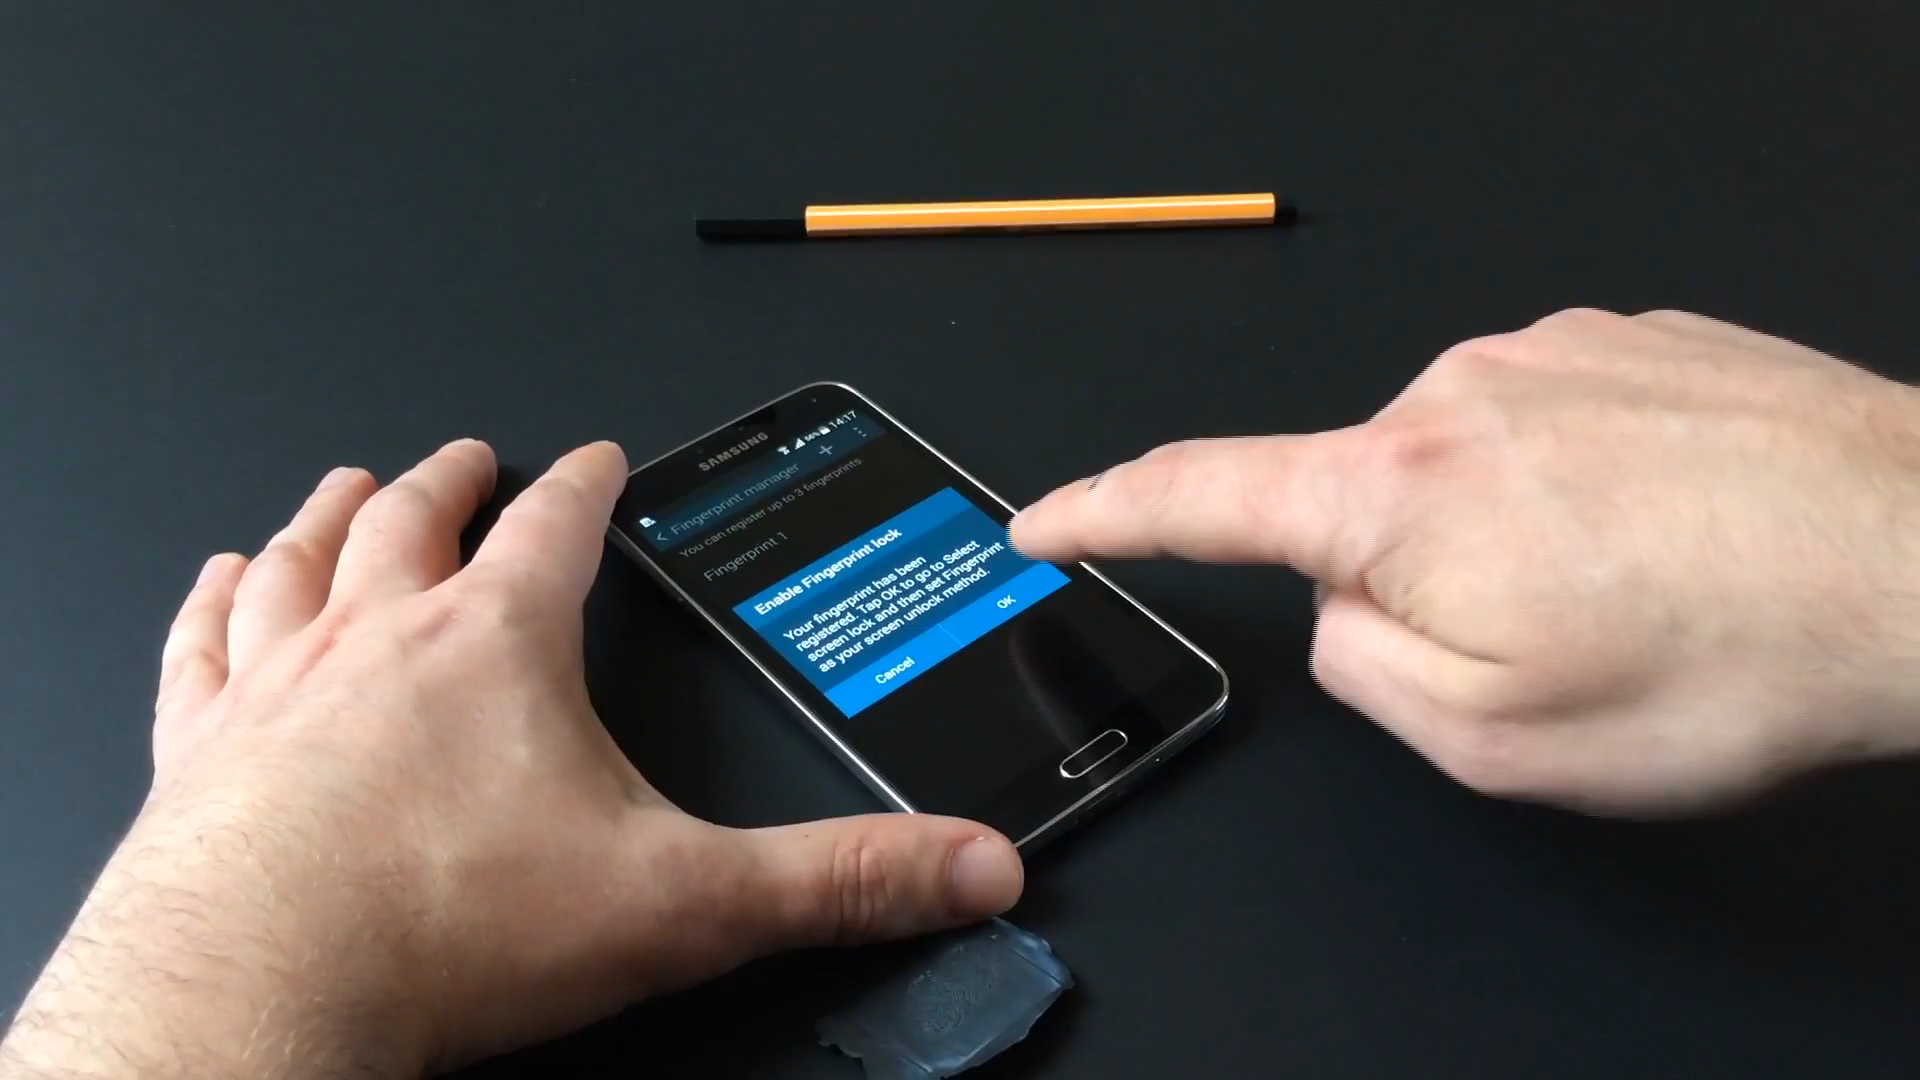 SAMSUNG
56% 14:17
Fingerprint manager
You can register up to 3 fingerprints
Fingerprint 1
Enable Fingerprint lock
Your fingerprint has been
registered. Tap OK to go to Select
screen lock and then set Fingerprint
as your screen unlock method.
Cancel
OK